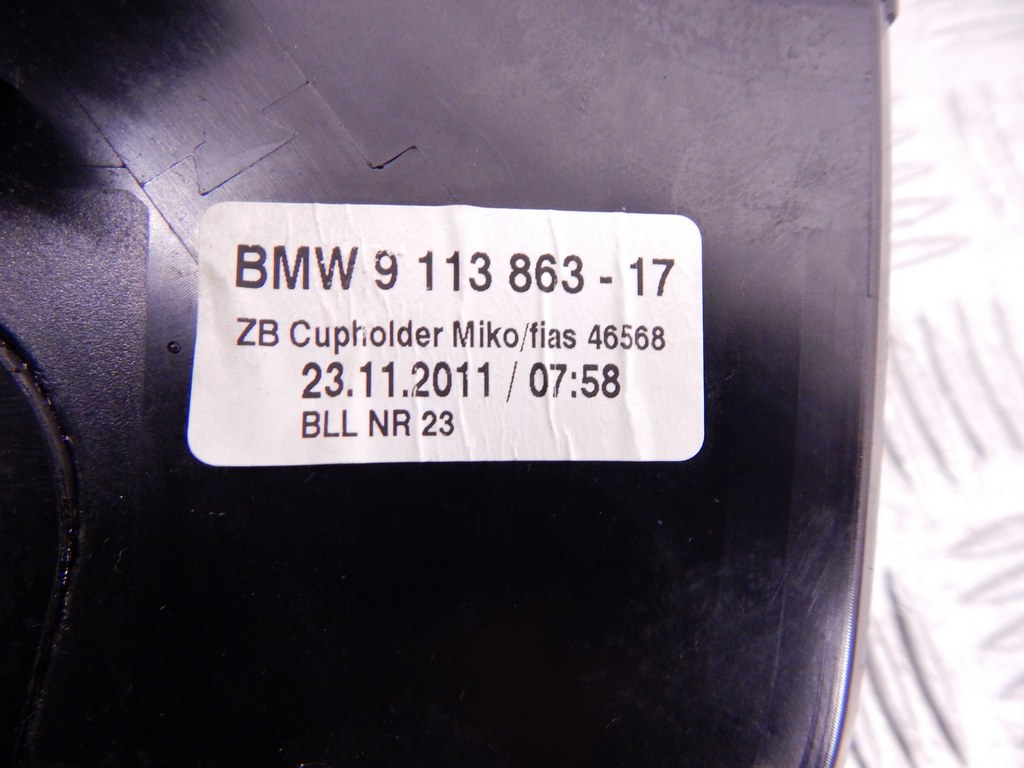 BMW 9 113 863 - 17
ZB Cupholder Miko/fias 46568
23.11.2011 / 07:58
BLL NR 23